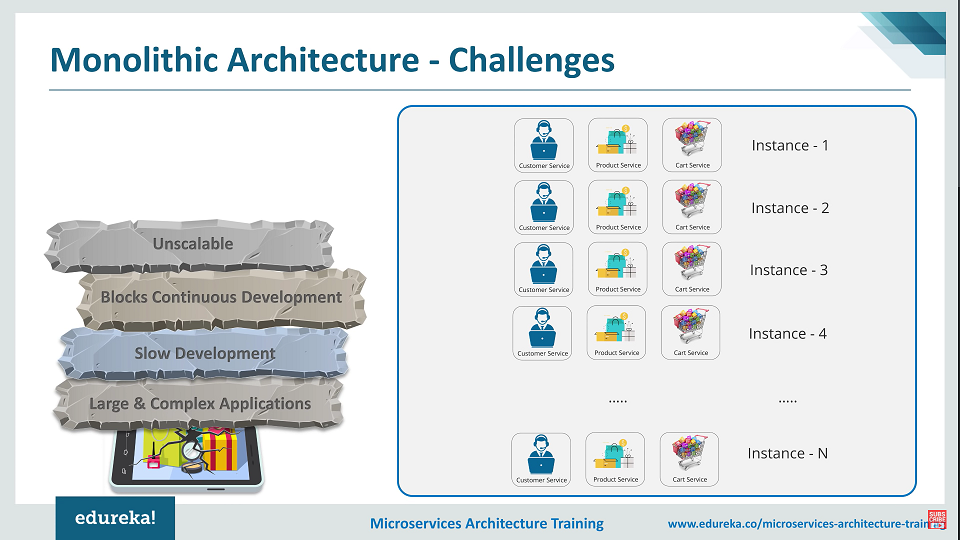 Monolithic Architecture - Challenges
Unscalable
Blocks Continuous Development
Slow Development
Large & Complex Applications
Customer Service
Product Service
Cart Service
Instance - 1
Customer Service
Product Service
Cart Service
Instance - 2
Customer Service
Product Service
Cart Service
Instance - 3
Customer Service
Product Service
Cart Service
Instance - 4
.....
.....
Customer Service
Product Service
Cart Service
Instance - N
edureka!
Microservices Architecture Training
www.edureka.co/microservices-architecture-train
SUBS
CRIBE